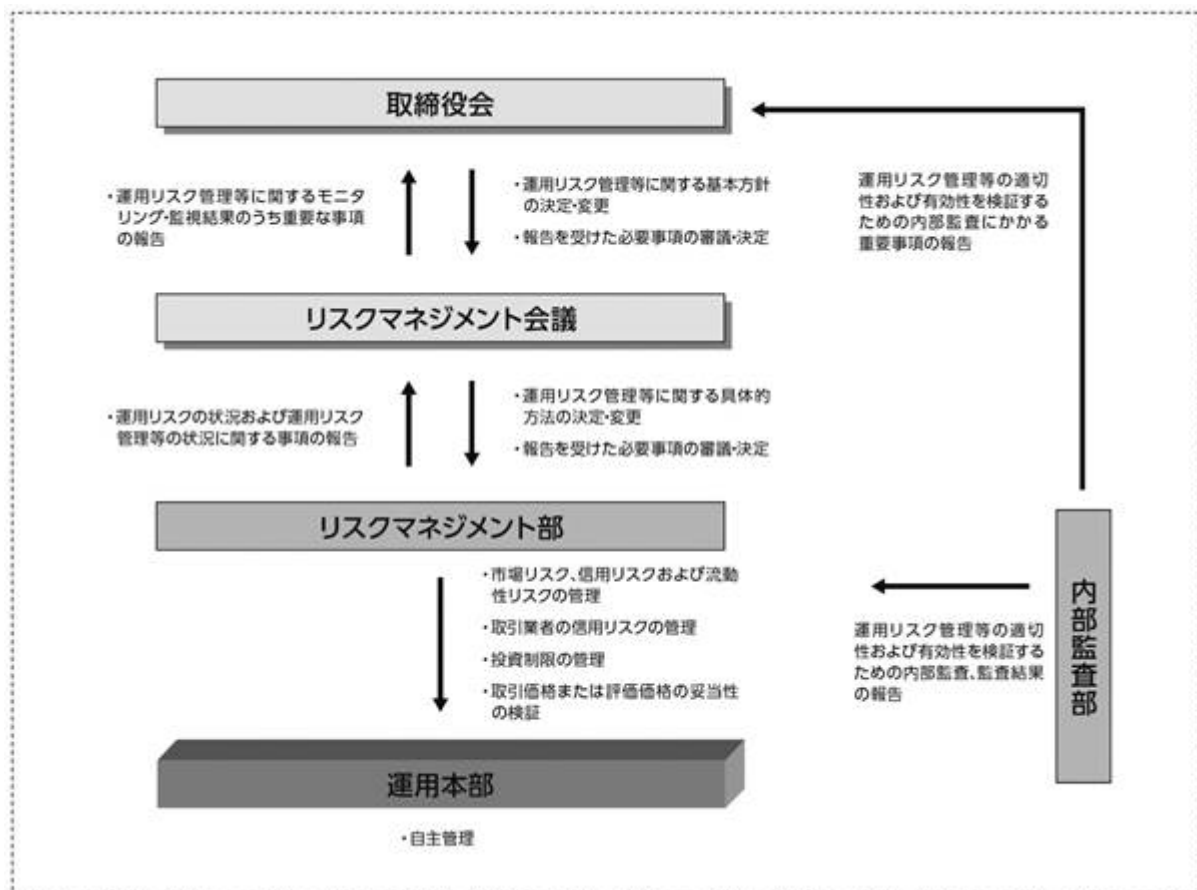 取締役会
・運用リスク管理等に関するモニタ
リング・監視結果のうち重要な事項
の報告
・運用リスク管理等に関する基本方針
の決定・変更
・報告を受けた必要事項の審議・決定
運用リスク管理等の適切
性および有効性を検証する
ための内部監査にかかる
重要事項の報告
リスクマネジメント会議
・運用リスクの状況および運用リスク
管理等の状況に関する事項の報告
・運用リスク管理等に関する具体的
方法の決定・変更
・報告を受けた必要事項の審議・決定
リスクマネジメント部
・市場リスク、信用リスクおよび流動
性リスクの管理
・取引業者の信用リスクの管理
・投資制限の管理
・取引価格または評価価格の妥当性
の検証
運用リスク管理等の適切
性および有効性を検証する
ための内部監査、監査結果
の報告
内部監査部
運用本部
・自主管理